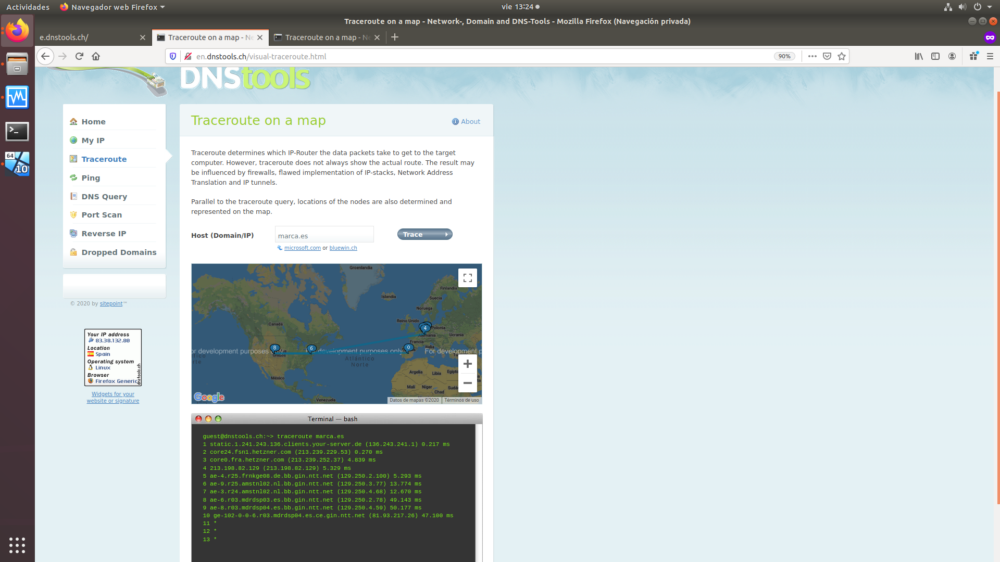 Actividades
Navegador web Firefox
vie 13:24
Traceroute on a map - Network-, Domain and DNS-Tools - Mozilla Firefox (Navegación privada)
e.dnstools.ch/
Traceroute on a map - Ne
Traceroute on a map - Ne
en.dnstools.ch/visual-traceroute.html
90%
64
10
DNStools
Home
My IP
Traceroute
Ping
DNS Query
Port Scan
Reverse IP
Dropped Domains
© 2020 by sitepoint™
Your IP address
83.38.132.80
Location
Spain
Operating system
Linux
Browser
Firefox Generic
dnstools.ch
Widgets for your
website or signature
Traceroute on a map
About
Traceroute determines which IP-Router the data packets take to get to the target
computer. However, traceroute does not always show the actual route. The result may
be influenced by firewalls, flawed implementation of IP-stacks, Network Address
Translation and IP tunnels.
Parallel to the traceroute query, locations of the nodes are also determined and
represented on the map.
Host (Domain/IP)
marca.es
Trace
microsoft.com or bluewin.ch
Groenlandia
Islandia
Finlandia
Suecia
Noruega
Reino Unido
Polonia
4
Alemania
Ucrania
Canadá
Francia
Italia
8
6
0
or development purposes only
For development purposes only
For development p
Unidos
Atlántico
Norte
Tu
México
Argelia
Libia
Egipto
Malí
Níger
Chad
Sudán
Venezuela
Google
Datos de mapas ©2020
Términos de uso
Terminal — bash
guest@dnstools.ch:~> traceroute marca.es
1 static.1.241.243.136.clients.your-server.de (136.243.241.1) 0.217 ms
2 core24.fsn1.hetzner.com (213.239.229.53) 0.270 ms
3 core0.fra.hetzner.com (213.239.252.37) 4.839 ms
4 213.198.82.129 (213.198.82.129) 5.329 ms
5 ae-4.r25.frnkge08.de.bb.gin.ntt.net (129.250.2.100) 5.293 ms
6 ae-9.r25.amstnl02.nl.bb.gin.ntt.net (129.250.3.77) 13.774 ms
7 ae-3.r24.amstnl02.nl.bb.gin.ntt.net (129.250.4.68) 12.670 ms
8 ae-6.r03.mdrdsp03.es.bb.gin.ntt.net (129.250.2.78) 49.143 ms
9 ae-8.r03.mdrdsp04.es.bb.gin.ntt.net (129.250.4.59) 50.177 ms
10 ge-102-0-0-6.r03.mdrdsp04.es.ce.gin.ntt.net (81.93.217.26) 47.100 ms
11 *
12 *
13 *